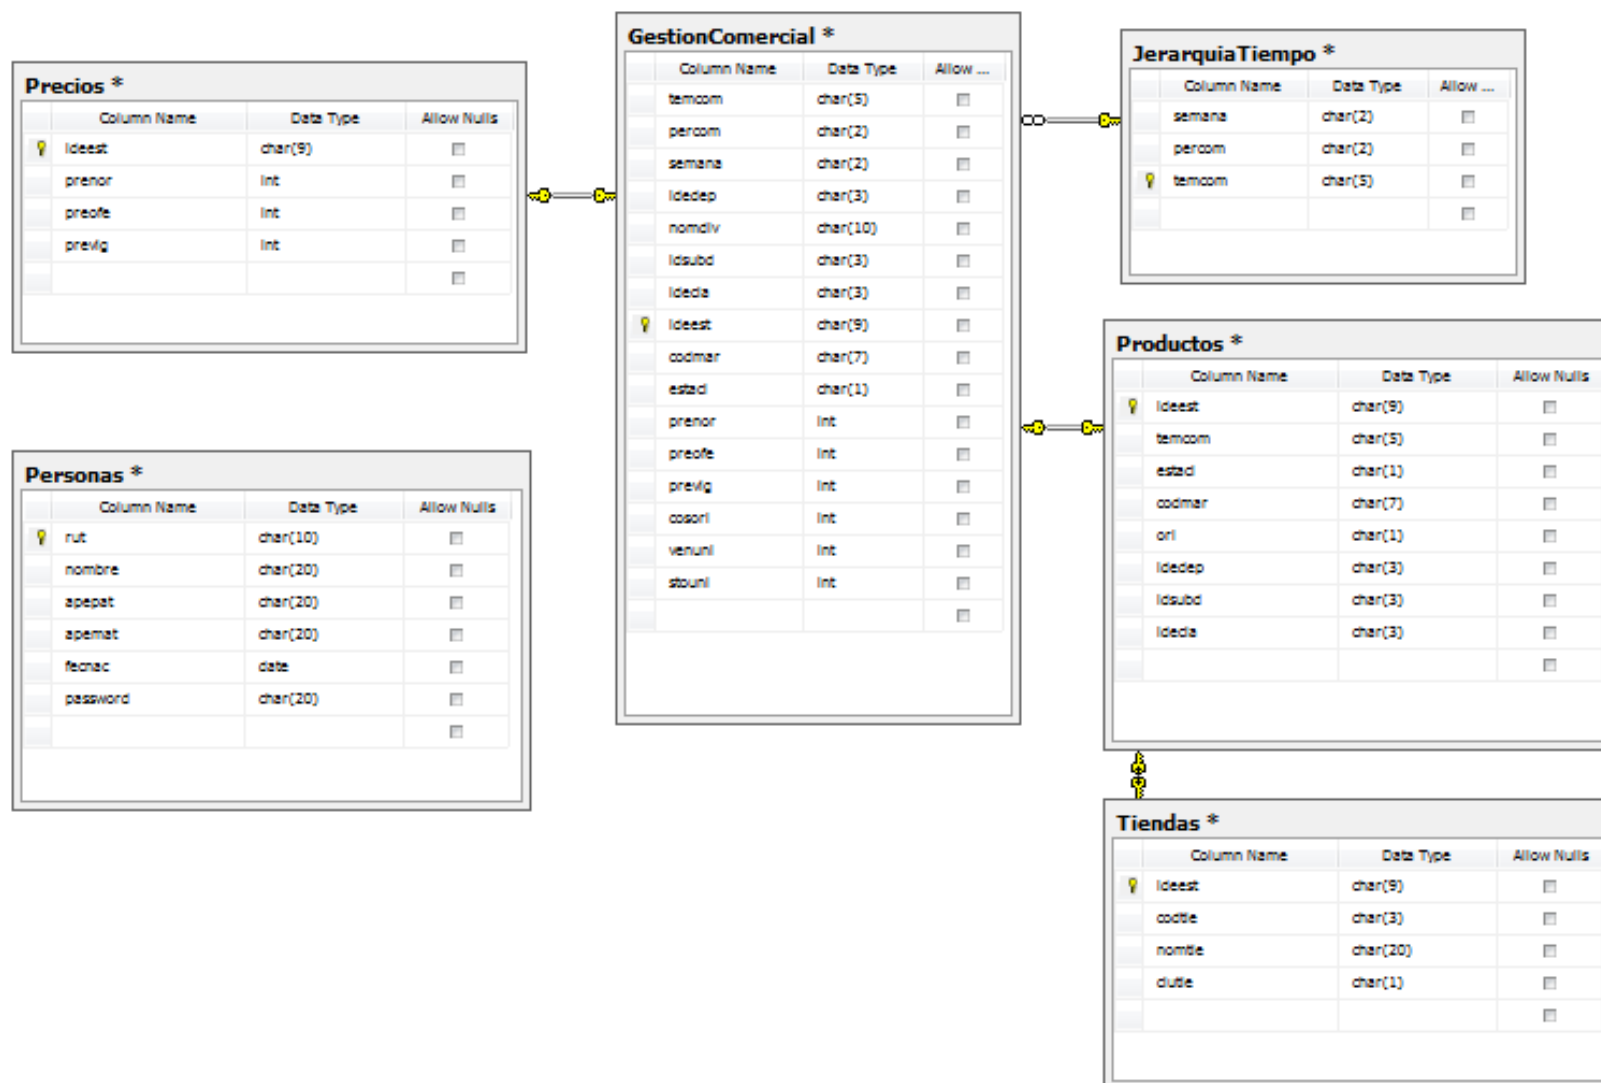 Precios *
Column Name Data Type Allow Nulls
ideest char(9)
prenor int
preofe int
previg int
Personas *
Column Name Data Type Allow Nulls
rut char(10)
nombre char(20)
apepat char(20)
apemat char(20)
fecnac date
password char(20)
GestionComercial *
Column Name Data Type Allow ...
temcom char(5)
percom char(2)
semana char(2)
idedep char(3)
nomdiv char(10)
idsubd char(3)
idecla char(3)
ideest char(9)
codmar char(7)
estaci char(1)
prenor int
preofe int
previg int
cosori int
venuni int
stouni int
JerarquiaTiempo *
Column Name Data Type Allow ...
semana char(2)
percom char(2)
temcom char(5)
Productos *
Column Name Data Type Allow Nulls
ideest char(9)
temcom char(5)
estaci char(1)
codmar char(7)
ori char(1)
idedep char(3)
idsubd char(3)
idecla char(3)
Tiendas *
Column Name Data Type Allow Nulls
ideest char(9)
codtie char(3)
nomtie char(20)
clutie char(1)